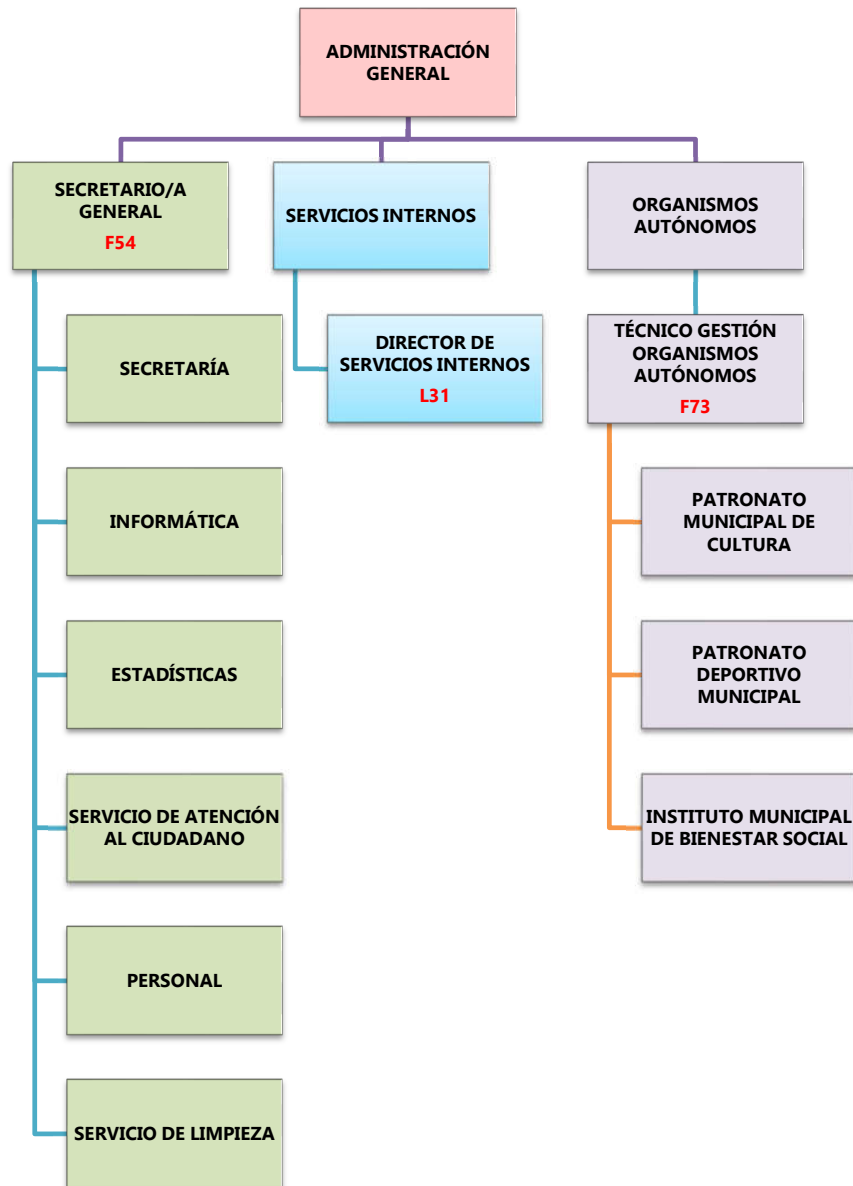 ADMINISTRACIÓN
GENERAL
SECRETARIO/A
GENERAL
F54
SERVICIOS INTERNOS
ORGANISMOS
AUTÓNOMOS
SECRETARÍA
DIRECTOR DE
SERVICIOS INTERNOS
L31
TÉCNICO GESTIÓN
ORGANISMOS
AUTÓNOMOS
F73
INFORMÁTICA
PATRONATO
MUNICIPAL DE
CULTURA
ESTADÍSTICAS
PATRONATO
DEPORTIVO
MUNICIPAL
SERVICIO DE ATENCIÓN
AL CIUDADANO
INSTITUTO MUNICIPAL
DE BIENESTAR SOCIAL
PERSONAL
SERVICIO DE LIMPIEZA